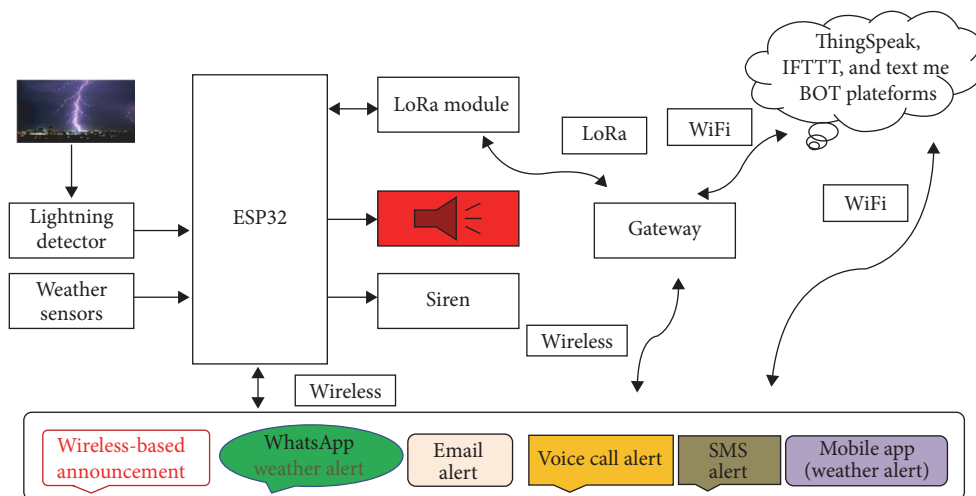 ThingSpeak,
IFTTT, and text me
BOT plateforms
LoRa module
LoRa
WiFi
WiFi
Lightning
detector
ESP32
Gateway
Weather
sensors
Siren
Wireless
Wireless
Wireless-based
announcement
WhatsApp
weather alert
Email
alert
Voice call alert
SMS
alert
Mobile app
(weather alert)